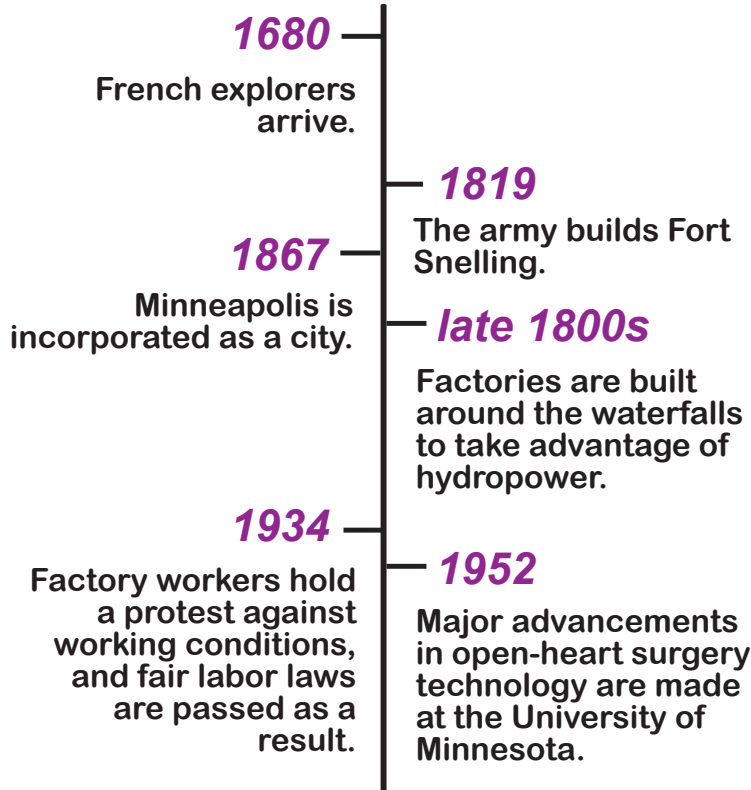 1680
French explorers
arrive.
1819
The army builds Fort
Snelling.
1867
Minneapolis is
incorporated as a city.
late 1800s
Factories are built
around the waterfalls
to take advantage of
hydropower.
1934
Factory workers hold
a protest against
working conditions,
and fair labor laws
are passed as a
result.
1952
Major advancements
in open-heart surgery
technology are made
at the University of
Minnesota.